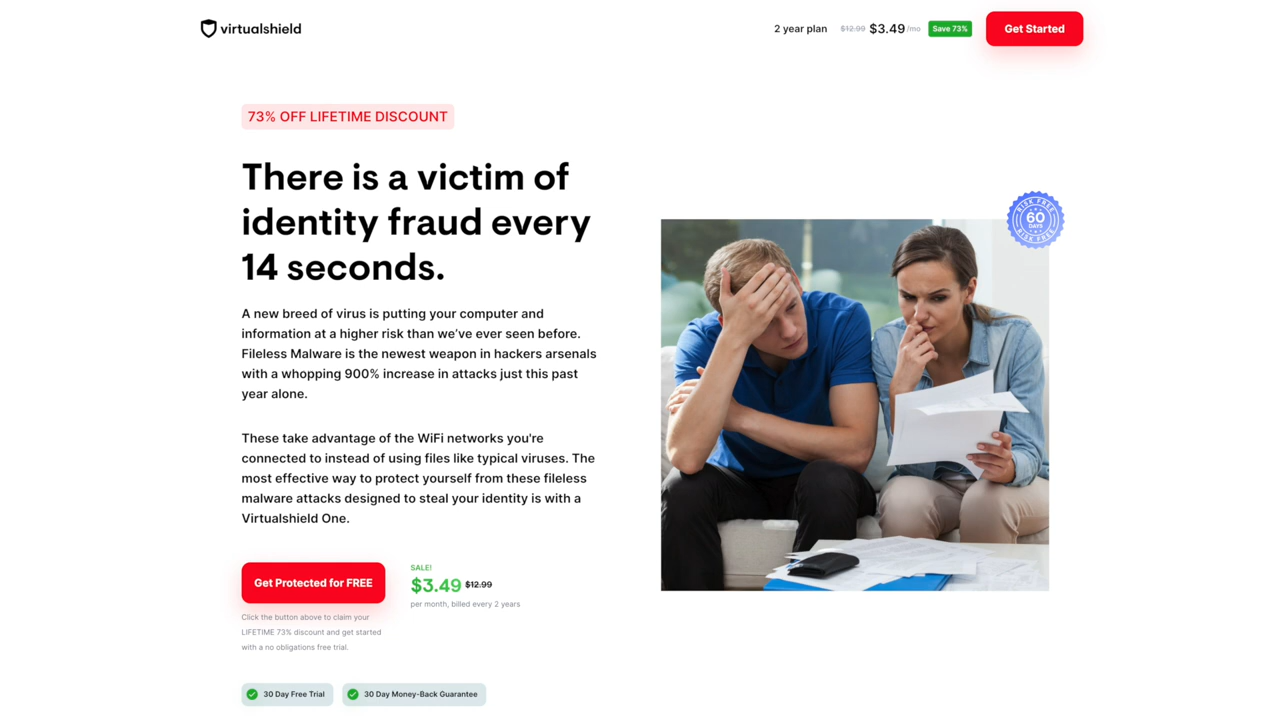 virtualshield
2 year plan $12.99 $3.49 /mo Save 73% Get Started
73% OFF LIFETIME DISCOUNT
There is a victim of
identity fraud every
14 seconds.
A new breed of virus is putting your computer and
information at a higher risk than we've ever seen before.
Fileless Malware is the newest weapon in hackers arsenals
with a whopping 900% increase in attacks just this past
year alone.
These take advantage of the WiFi networks you're
connected to instead of using files like typical viruses. The
most effective way to protect yourself from these fileless
malware attacks designed to steal your identity is with a
Virtualshield One.
Get Protected for FREE
Click the button above to claim your
LIFETIME 73% discount and get started
with a no obligations free trial.
SALE!
$3.49 $12.99
per month, billed every 2 years
30 Day Free Trial
30 Day Money-Back Guarantee
RISK FREE
60
DAYS
RISK FREE